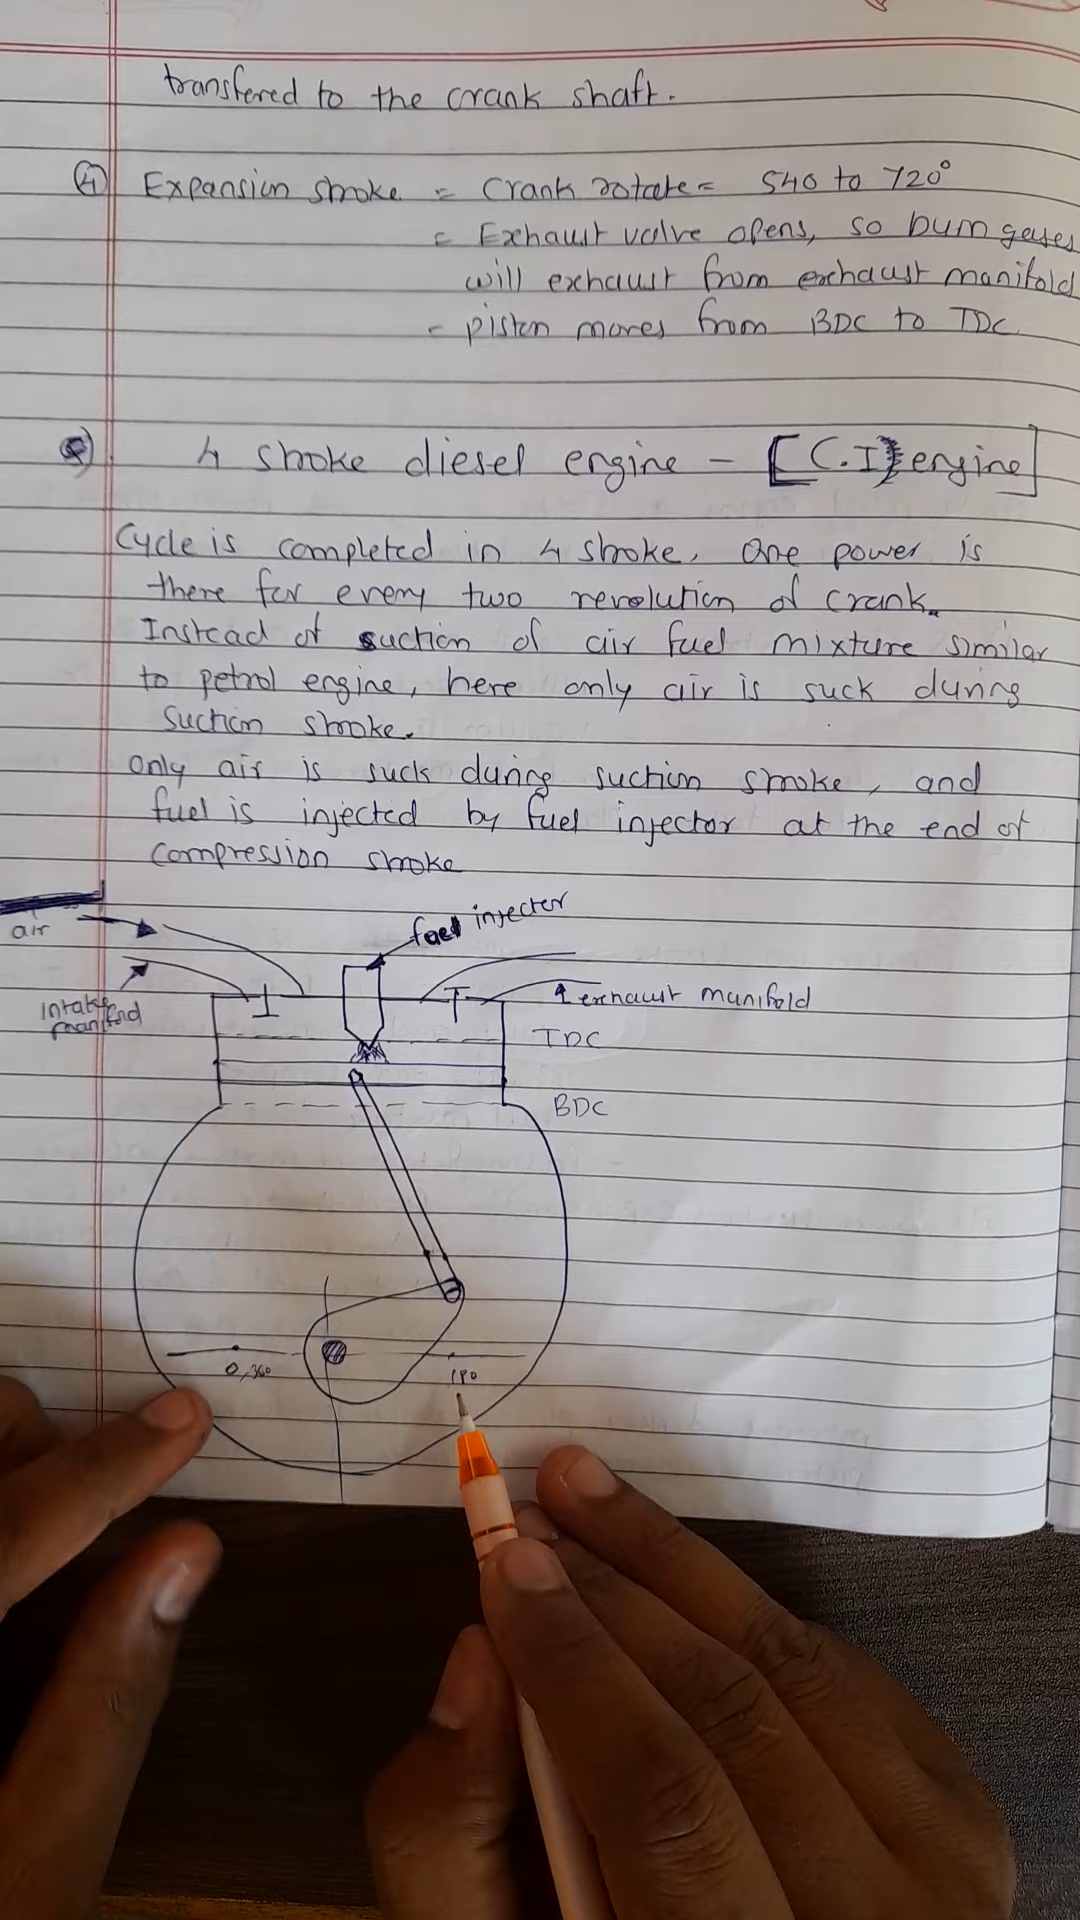 transfered to the crank shaft.
④ Expansion stroke = Crank rotate = 540 to 720°
= Exhaust valve opens, so burn gases
will exhaust from exhaust manifold
- piston moves from BDC to TDC
4 stroke diesel engine - [C.I] engine]
Cycle is completed in 4 stroke. One power is
there for every two revolution of crank.
Instead of suction of air fuel mixture similar
to petrol engine, here only air is suck during
suction stroke.
only air is suck during suction stroke, and
fuel is injected by fuel injector at the end of
compression stroke
fuel injector
air
Intake
manifold
exhaust manifold
TDC
BDC
0,360
180